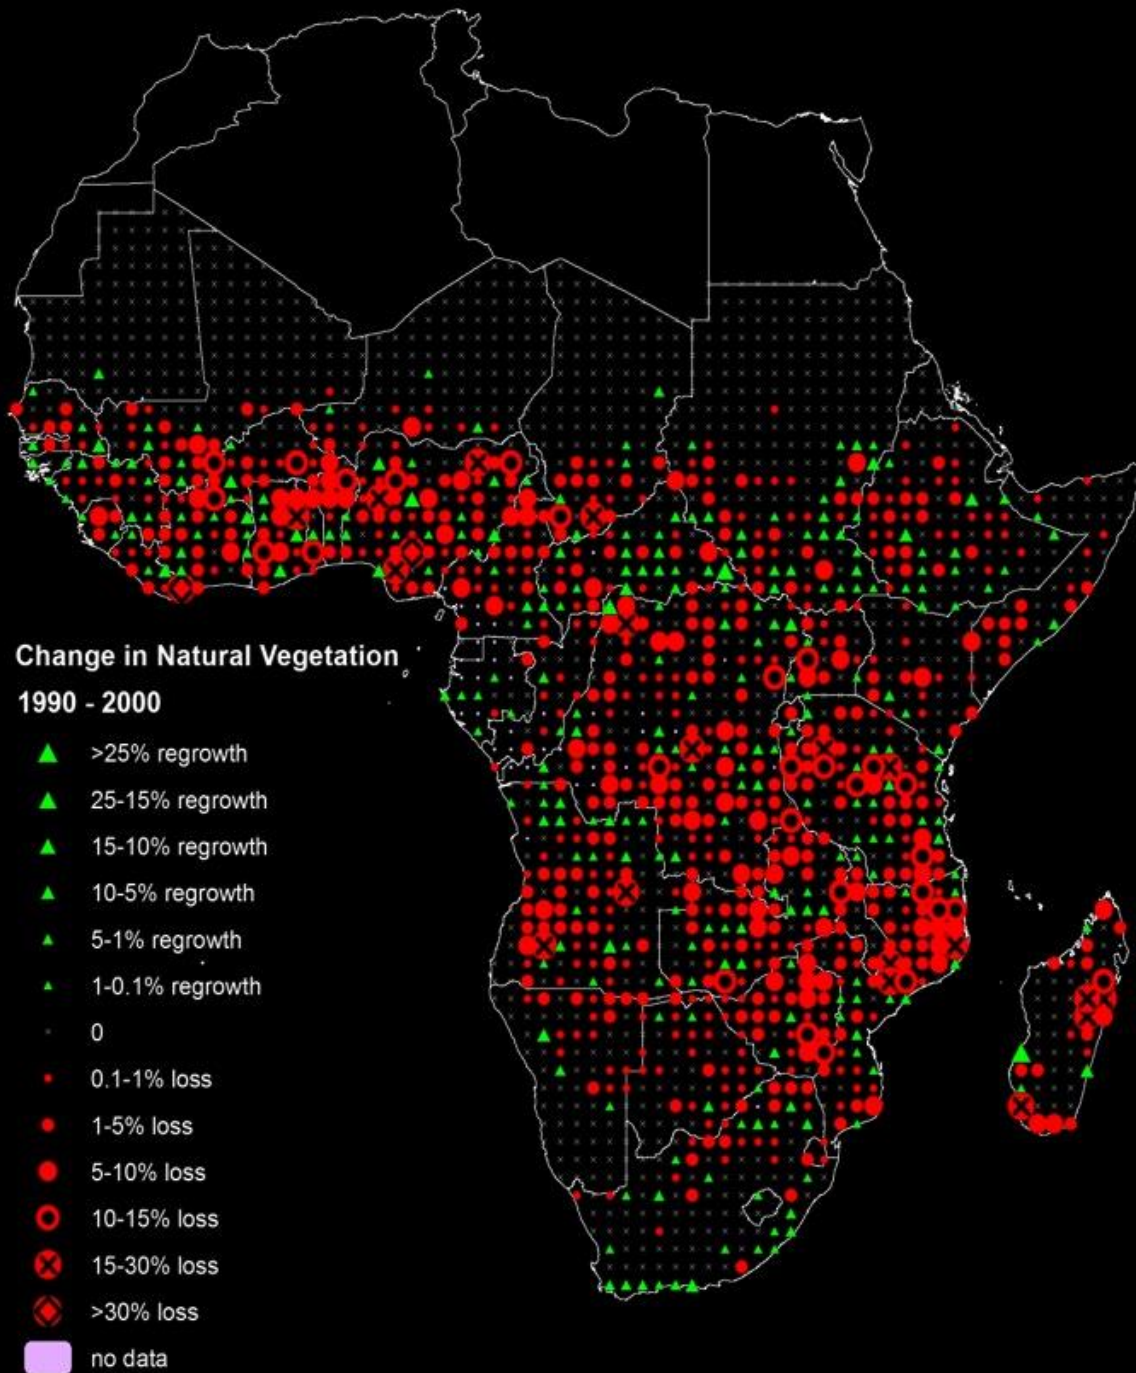 Change in Natural Vegetation
1990 - 2000
>25% regrowth
25-15% regrowth
15-10% regrowth
10-5% regrowth
5-1% regrowth
1-0.1% regrowth
0
0.1-1% loss
1-5% loss
5-10% loss
10-15% loss
15-30% loss
>30% loss
no data